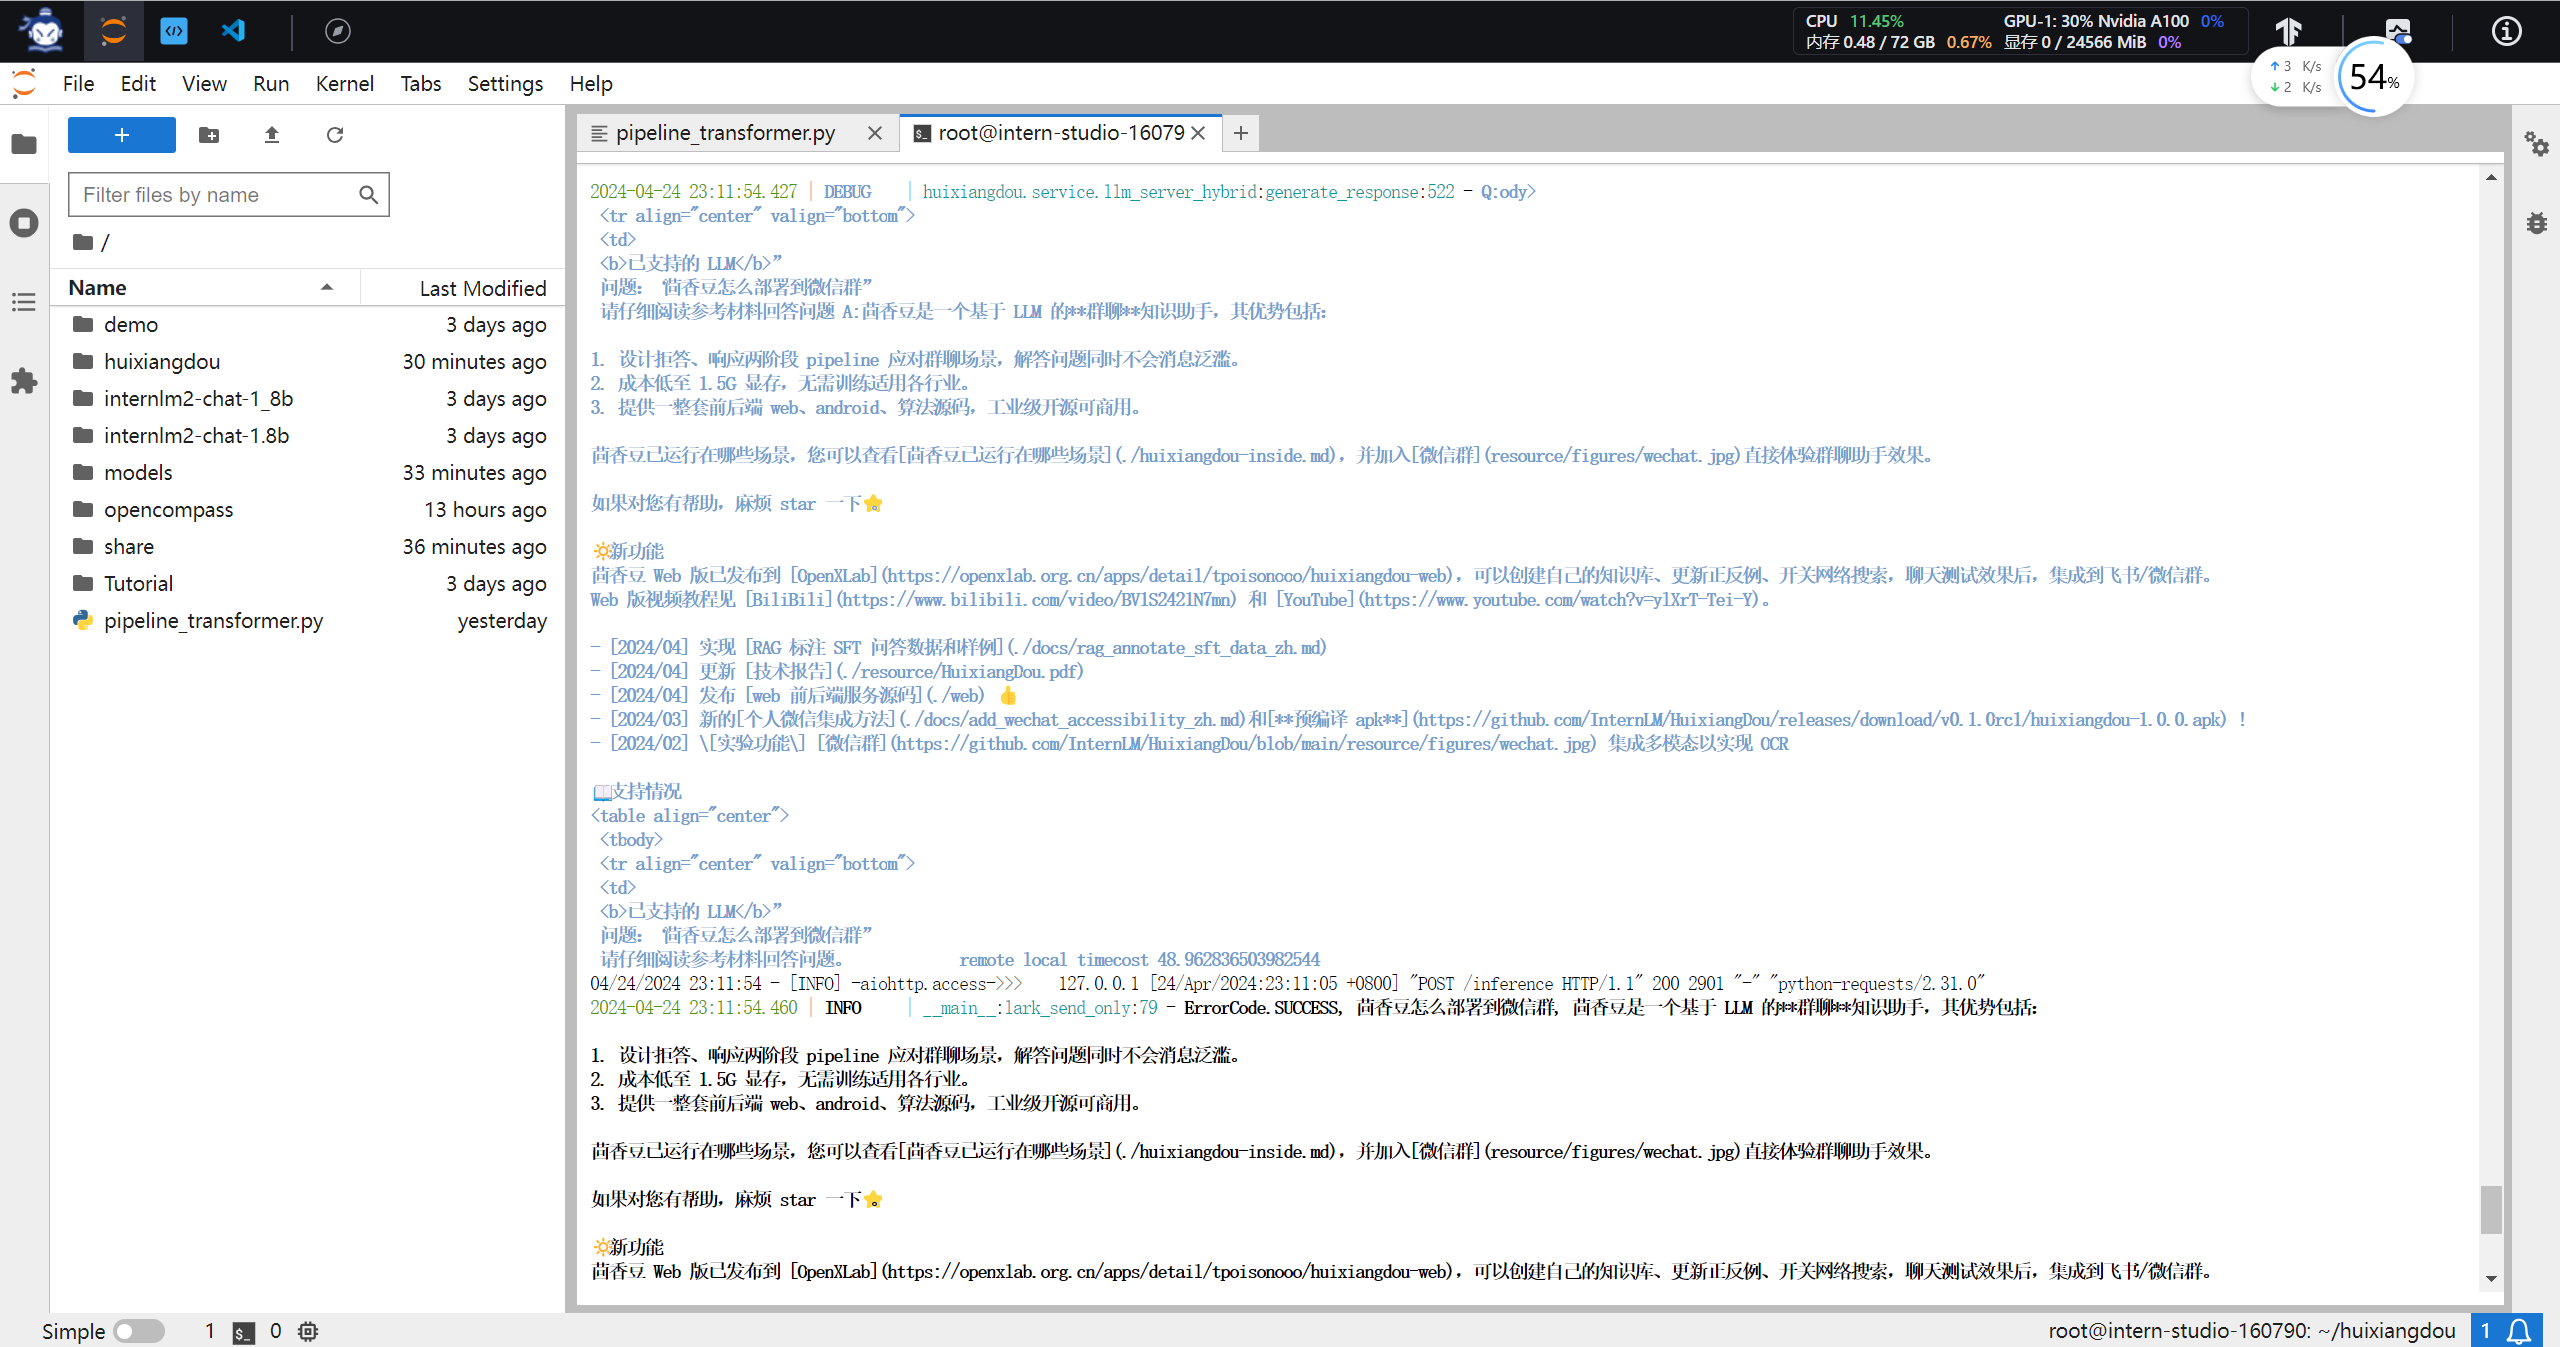 CPU 11.45% GPU-1: 30% Nvidia A100 0%
内存 0.48 / 72 GB 0.67% 显存 0 / 24566 MiB 0%
File Edit View Run Kernel Tabs Settings Help
3 K/s
2 K/s
54%
pipeline_transformer.py
root@intern-studio-16079
Filter files by name
/
Name Last Modified
demo 3 days ago
huixiangdou 30 minutes ago
internlm2-chat-1_8b 3 days ago
internlm2-chat-1.8b 3 days ago
models 33 minutes ago
opencompass 13 hours ago
share 36 minutes ago
Tutorial 3 days ago
pipeline_transformer.py yesterday
2024-04-24 23:11:54.427 | DEBUG | huixiangdou.service.llm_server_hybrid:generate_response:522 - Q:ody>
<tr align="center" valign="bottom">
<td>
<b>已支持的 LLM</b>”
问题：“茴香豆怎么部署到微信群”
请仔细阅读参考材料回答问题 A:茴香豆是一个基于 LLM 的**群聊**知识助手，其优势包括：
1. 设计拒答、响应两阶段 pipeline 应对群聊场景，解答问题同时不会消息泛滥。
2. 成本低至 1.5G 显存，无需训练适用各行业。
3. 提供一整套前后端 web、android、算法源码，工业级开源可商用。
茴香豆已运行在哪些场景，您可以查看[茴香豆已运行在哪些场景](./huixiangdou-inside.md)，并加入[微信群](resource/figures/wechat.jpg)直接体验群聊助手效果。
如果对您有帮助，麻烦 star 一下⭐。
🔆新功能
茴香豆 Web 版已发布到 [OpenXLab](https://openxlab.org.cn/apps/detail/tpoisonooo/huixiangdou-web)，可以创建自己的知识库、更新正反例、开关网络搜索，聊天测试效果后，集成到飞书/微信群。
Web 版视频教程见 [BiliBili](https://www.bilibili.com/video/BV1S2421N7mn) 和 [YouTube](https://www.youtube.com/watch?v=ylXrT-Tei-Y)。
- [2024/04] 实现 [RAG 标注 SFT 问答数据和样例](./docs/rag_annotate_sft_data_zh.md)
- [2024/04] 更新 [技术报告](./resource/HuixiangDou.pdf)
- [2024/04] 发布 [web 前后端服务源码](./web) 👍
- [2024/03] 新的[个人微信集成方法](./docs/add_wechat_accessibility_zh.md)和[**预编译 apk**](https://github.com/InternLM/HuixiangDou/releases/download/v0.1.0rc1/huixiangdou-1.0.0.apk) !
- [2024/02] \[实验功能\] [微信群](https://github.com/InternLM/HuixiangDou/blob/main/resource/figures/wechat.jpg) 集成多模态以实现 OCR
📖支持情况
<table align="center">
<tbody>
<tr align="center" valign="bottom">
<td>
<b>已支持的 LLM</b>”
问题：“茴香豆怎么部署到微信群”
请仔细阅读参考材料回答问题。 remote local timecost 48.962836503982544
04/24/2024 23:11:54 - [INFO] -aiohttp.access->>> 127.0.0.1 [24/Apr/2024:23:11:05 +0800] "POST /inference HTTP/1.1" 200 2901 "-" "python-requests/2.31.0"
2024-04-24 23:11:54.460 | INFO | __main__:lark_send_only:79 - ErrorCode.SUCCESS, 茴香豆怎么部署到微信群, 茴香豆是一个基于 LLM 的**群聊**知识助手，其优势包括：
1. 设计拒答、响应两阶段 pipeline 应对群聊场景，解答问题同时不会消息泛滥。
2. 成本低至 1.5G 显存，无需训练适用各行业。
3. 提供一整套前后端 web、android、算法源码，工业级开源可商用。
茴香豆已运行在哪些场景，您可以查看[茴香豆已运行在哪些场景](./huixiangdou-inside.md)，并加入[微信群](resource/figures/wechat.jpg)直接体验群聊助手效果。
如果对您有帮助，麻烦 star 一下⭐。
🔆新功能
茴香豆 Web 版已发布到 [OpenXLab](https://openxlab.org.cn/apps/detail/tpoisonooo/huixiangdou-web)，可以创建自己的知识库、更新正反例、开关网络搜索，聊天测试效果后，集成到飞书/微信群。
Simple 1 0 root@intern-studio-160790: ~/huixiangdou 1